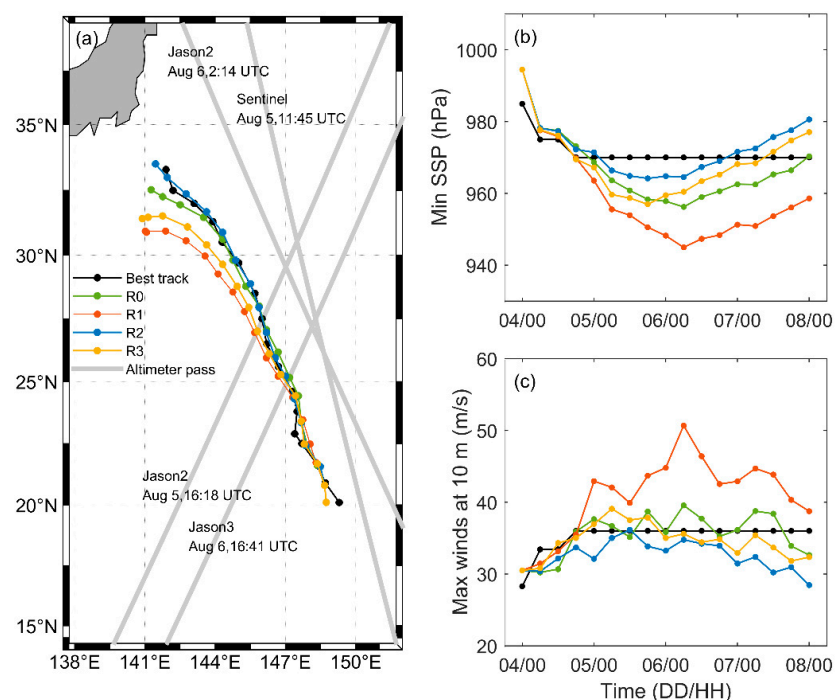 (a)
Jason2
Aug 6,2:14 UTC
Sentinel
Aug 5,11:45 UTC
35°N
30°N
25°N
20°N
15°N
Best track
R0
R1
R2
R3
Altimeter pass
Jason2
Aug 5,16:18 UTC
Jason3
Aug 6,16:41 UTC
138°E 141°E 144°E 147°E 150°E
(b)
Min SSP (hPa)
1000
980
960
940
04/00 05/00 06/00 07/00 08/00
(c)
Max winds at 10 m (m/s)
60
50
40
30
20
04/00 05/00 06/00 07/00 08/00
Time (DD/HH)